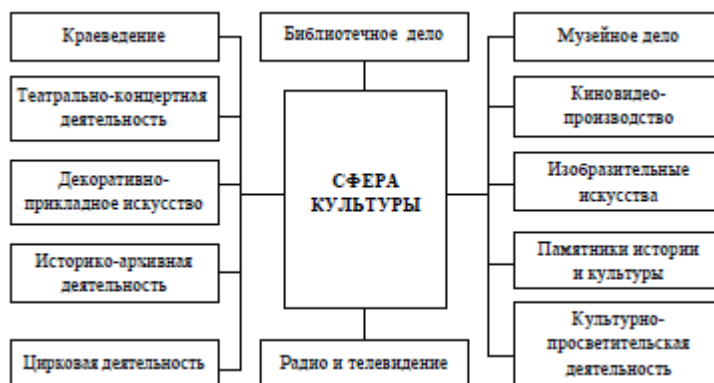 Краеведение
Библиотечное дело
Музейное дело
Театрально-концертная
деятельность
Киновидео-
производство
Декоративно-
прикладное искусство
СФЕРА
КУЛЬТУРЫ
Изобразительные
искусства
Историко-архивная
деятельность
Памятники истории
и культуры
Цирковая деятельность
Радио и телевидение
Культурно-
просветительская
деятельность